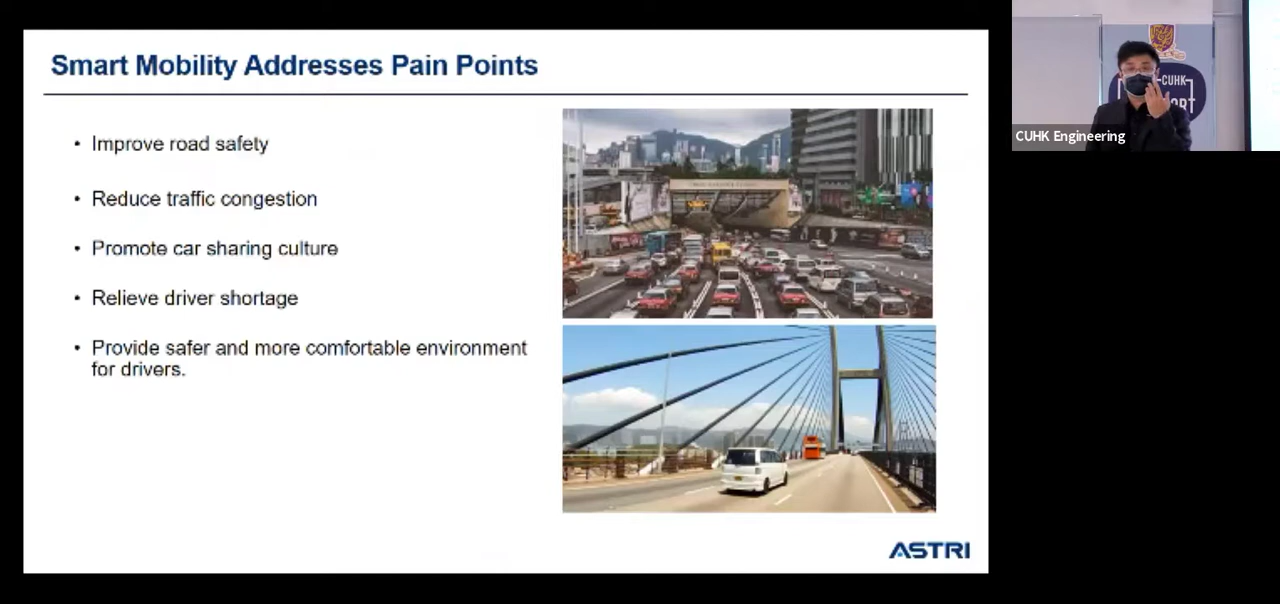 Smart Mobility Addresses Pain Points
• Improve road safety
• Reduce traffic congestion
• Promote car sharing culture
• Relieve driver shortage
• Provide safer and more comfortable environment
for drivers.
ASTRI
CUHK
CUHK Engineering